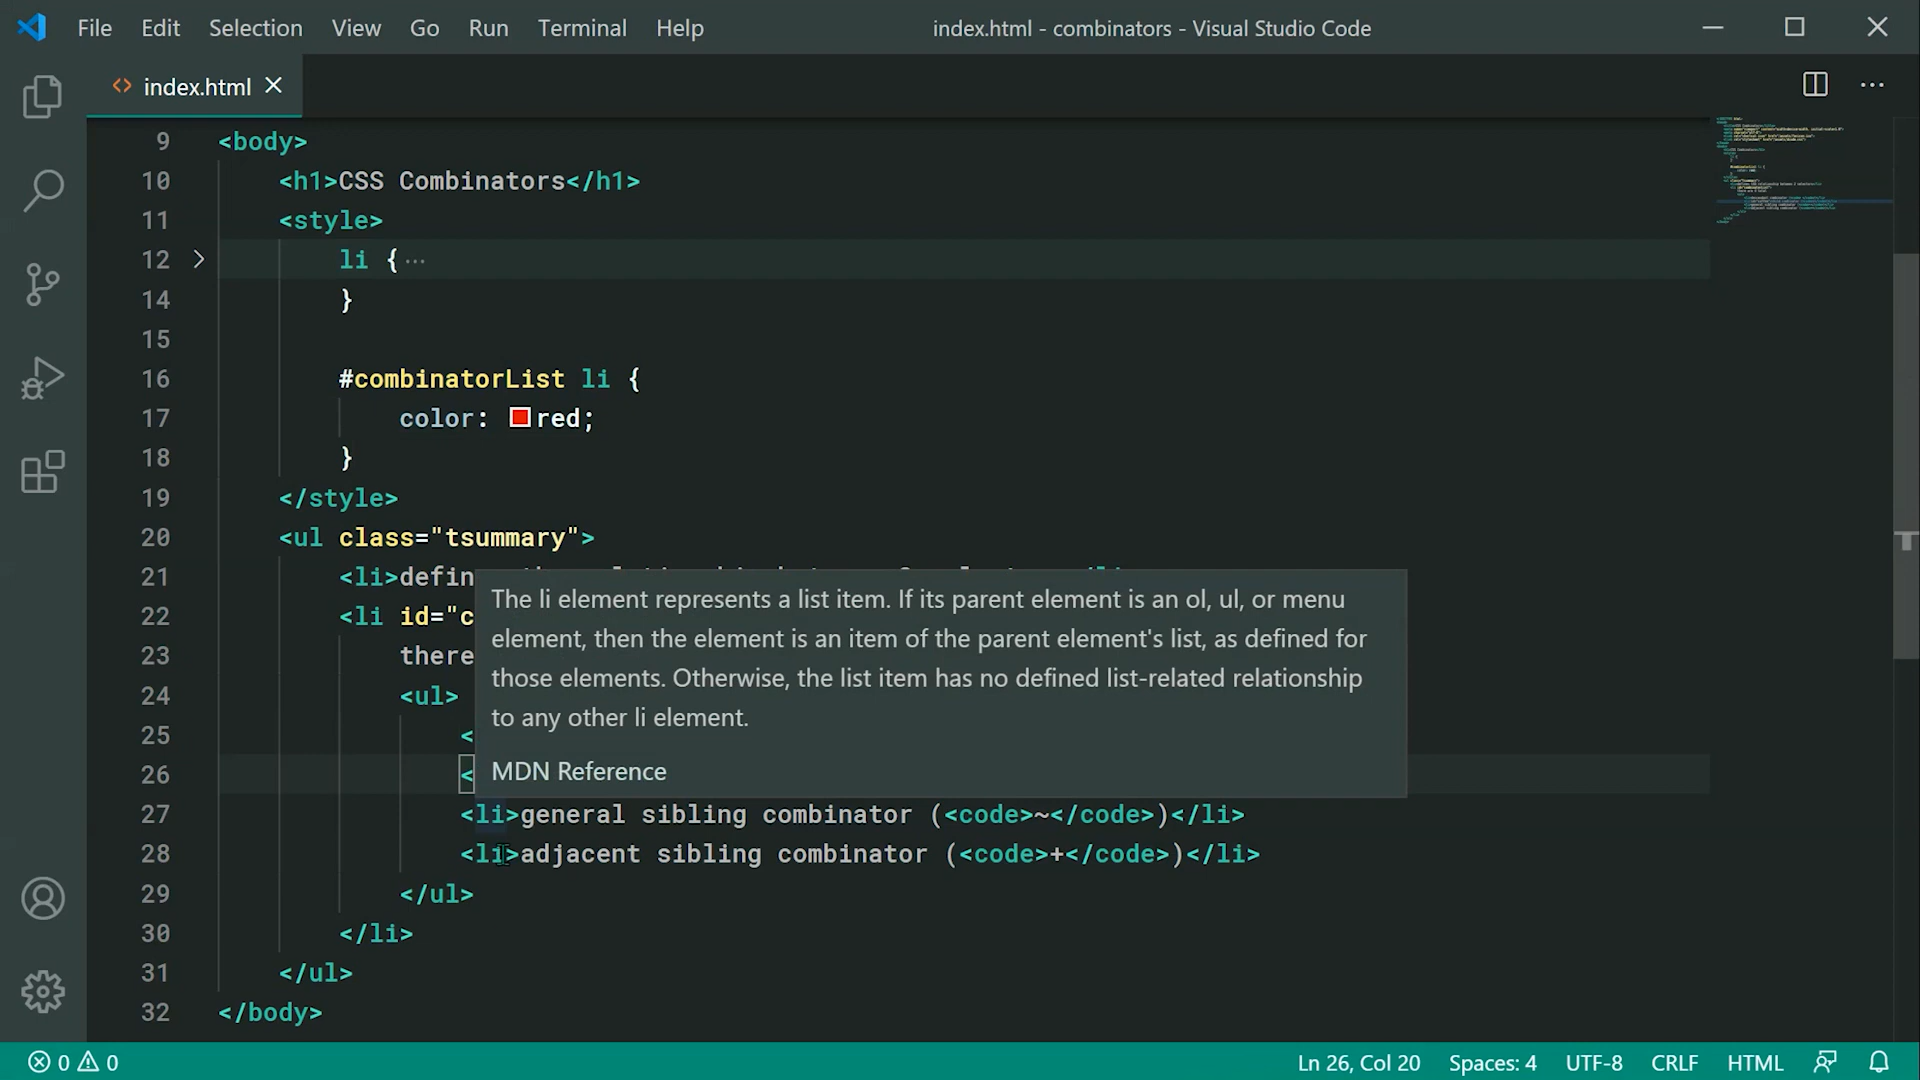 File Edit Selection View Go Run Terminal Help index.html - combinators - Visual Studio Code
index.html
9 <body>
10 <h1>CSS Combinators</h1>
11 <style>
12 li { ···
14 }
15
16 #combinatorList li {
17 color: red;
18 }
19 </style>
20 <ul class="tsummary">
21 <li>defin
22 <li id="c
23 there
24 <ul>
25 <
26 <
The li element represents a list item. If its parent element is an ol, ul, or menu
element, then the element is an item of the parent element's list, as defined for
those elements. Otherwise, the list item has no defined list-related relationship
to any other li element.
MDN Reference
27 <li>general sibling combinator (<code>~</code>)</li>
28 <li>adjacent sibling combinator (<code>+</code>)</li>
29 </ul>
30 </li>
31 </ul>
32 </body>
0 0 Ln 26, Col 20 Spaces: 4 UTF-8 CRLF HTML